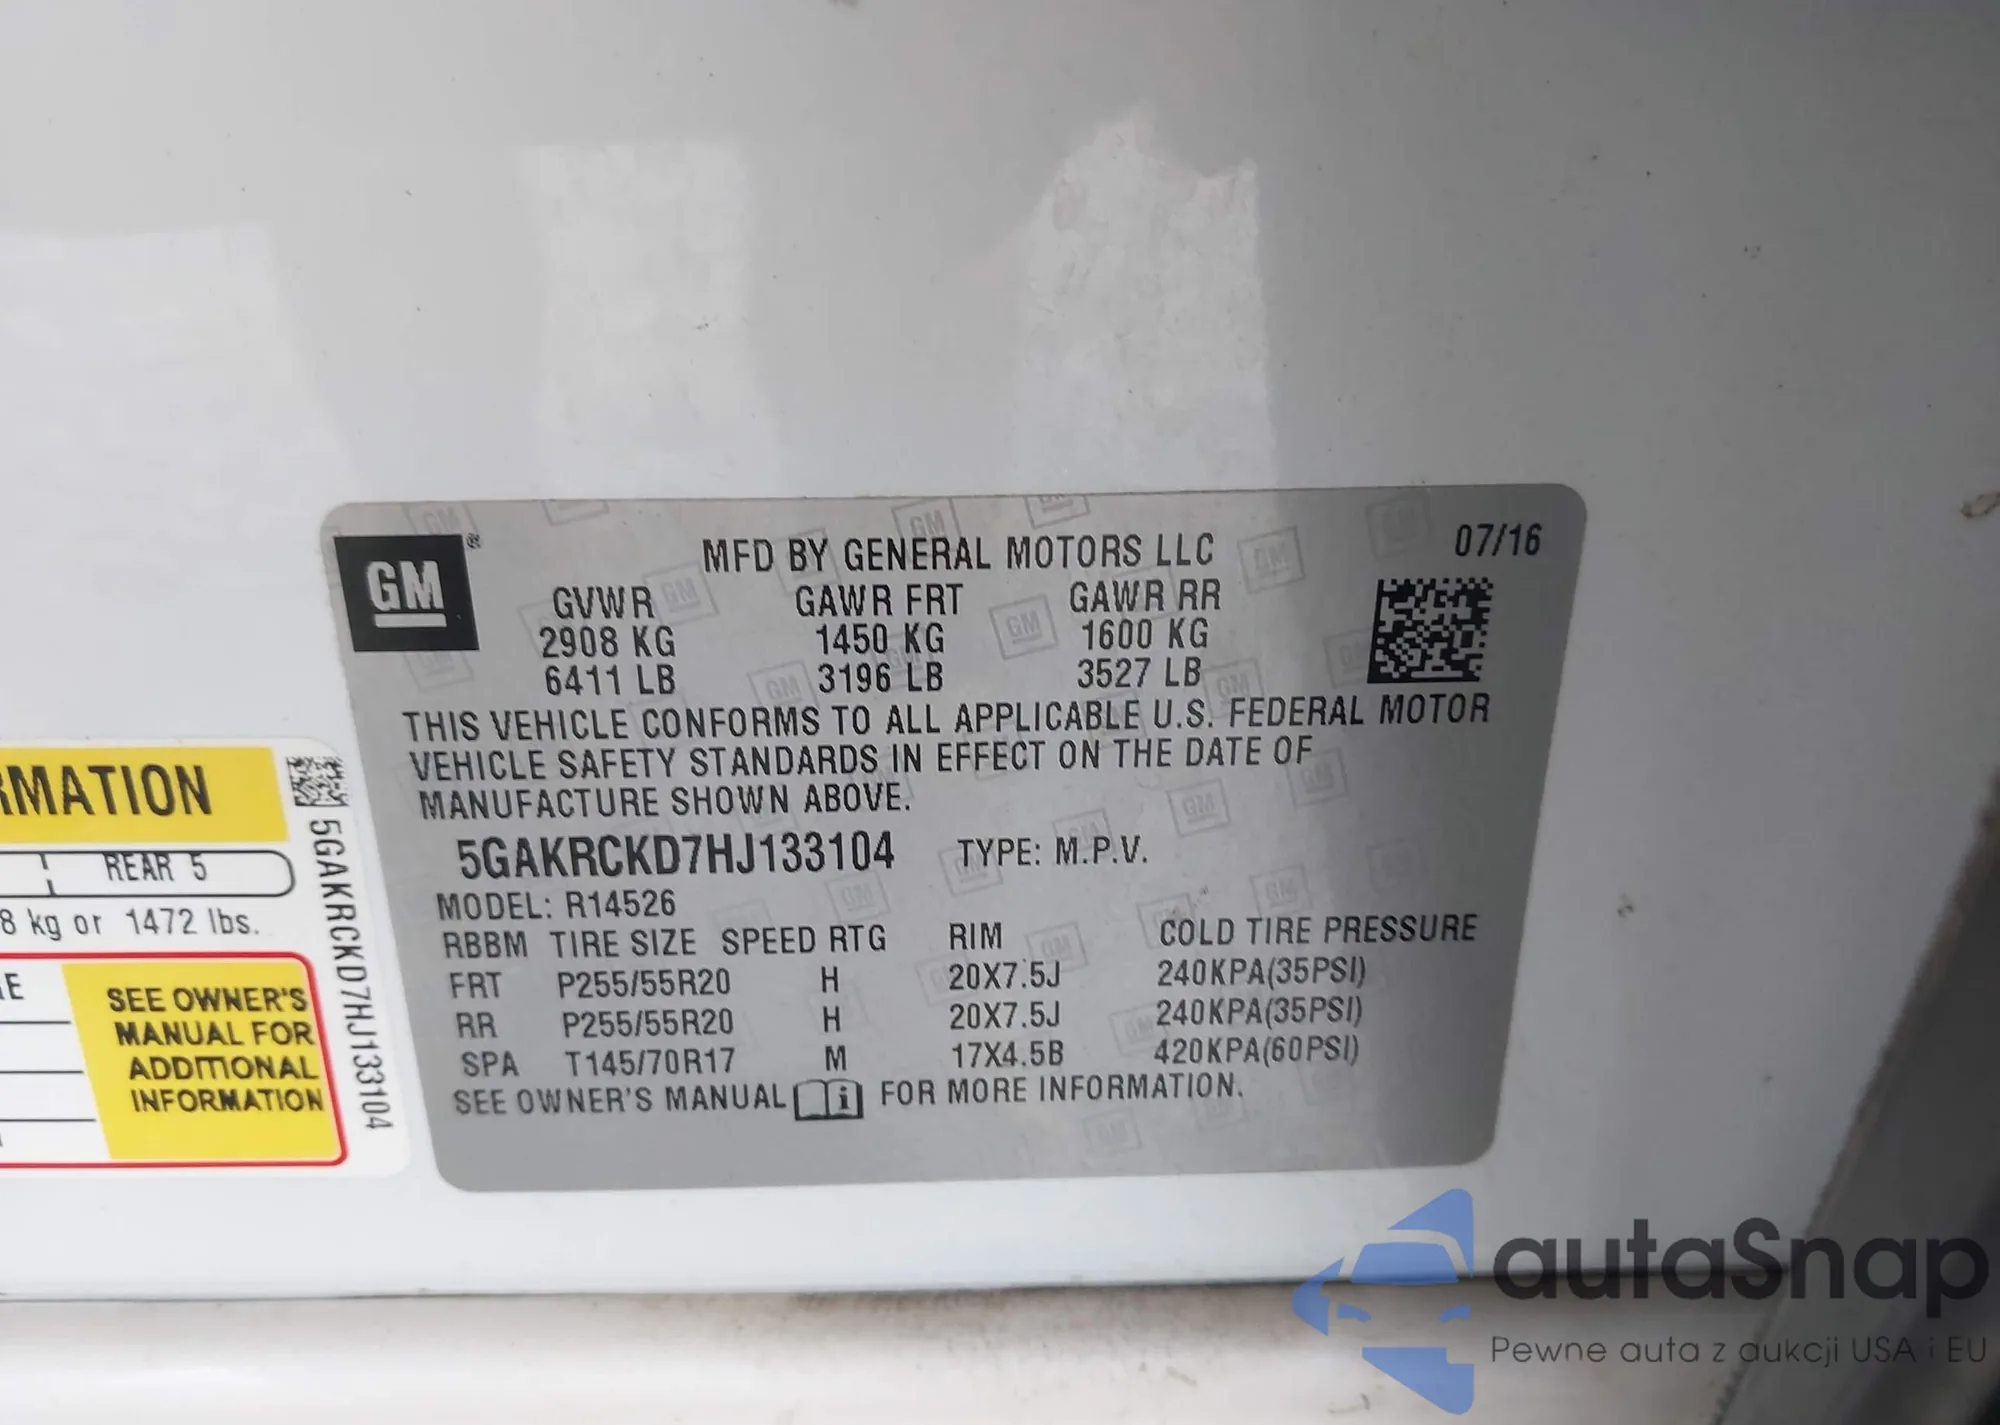 GM®
MFD BY GENERAL MOTORS LLC
07/16
GVWR GAWR FRT GAWR RR
2908 KG 1450 KG 1600 KG
6411 LB 3196 LB 3527 LB
THIS VEHICLE CONFORMS TO ALL APPLICABLE U.S. FEDERAL MOTOR
VEHICLE SAFETY STANDARDS IN EFFECT ON THE DATE OF
MANUFACTURE SHOWN ABOVE.
5GAKRCKD7HJ133104 TYPE: M.P.V.
MODEL: R14526
RBBM TIRE SIZE SPEED RTG RIM COLD TIRE PRESSURE
FRT P255/55R20 H 20X7.5J 240KPA(35PSI)
RR P255/55R20 H 20X7.5J 240KPA(35PSI)
SPA T145/70R17 M 17X4.5B 420KPA(60PSI)
SEE OWNER'S MANUAL i FOR MORE INFORMATION.
RMATION
REAR 5
8 kg or 1472 lbs.
SEE OWNER'S
MANUAL FOR
ADDITIONAL
INFORMATION
5GAKRCKD7HJ133104
autaSnap
Pewne auta z aukcji USA i EU